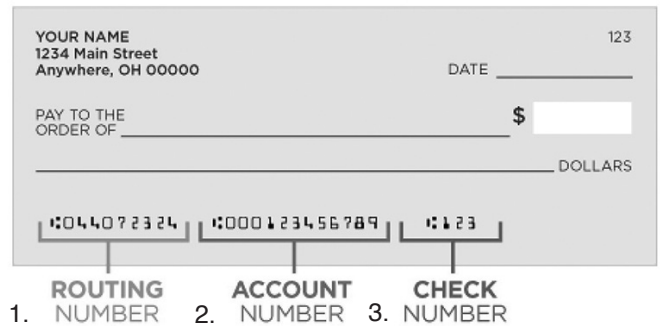 YOUR NAME 123
1234 Main Street
Anywhere, OH 00000
DATE
PAY TO THE
ORDER OF $
DOLLARS
⑆044072324 ⑆000123456789 ⑆123
ROUTING ACCOUNT CHECK
1. NUMBER 2. NUMBER 3. NUMBER